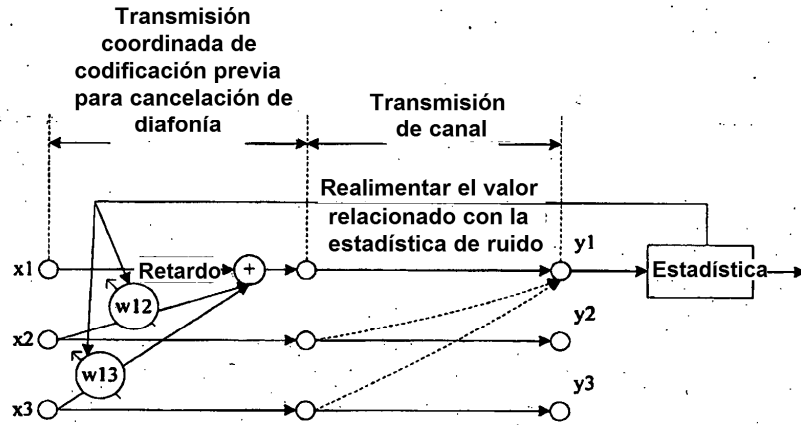 Transmisión
coordinada de
codificación previa
para cancelación de
diafonía
Transmisión
de canal
Realimentar el valor
relacionado con la
estadística de ruido
y1
x1
Retardo
+
Estadística
w12
x2
y2
w13
x3
y3